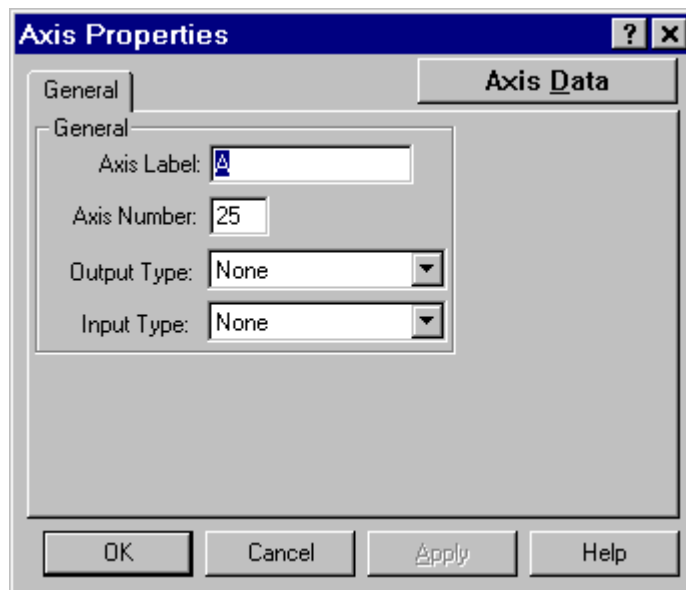 Axis Properties
General
Axis Data
General
Axis Label: A
Axis Number: 25
Output Type: None
Input Type: None
OK Cancel Apply Help